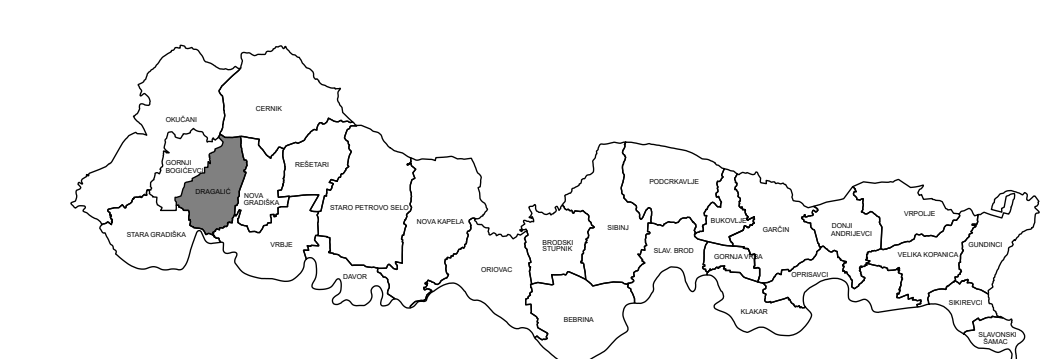 CERNIK
OKUČANI
GORNJI
BOGIČEVCI
REŠETARI
DRAGALIĆ
NOVA
GRADIŠKA
STARO PETROVO SELO
NOVA KAPELA
STARA GRADIŠKA
VRBJE
DAVOR
ORIOVAC
BRODSKI
STUPNIK
SIBINJ
PODCRKAVLJE
BUKOVLJE
SLAV. BROD
GORNJA VRBA
GARČIN
DONJI
ANDRIJEVCI
VRPOLJE
VELIKA KOPANICA
GUNDINCI
OPRISAVCI
BEBRINA
KLAKAR
SIKIREVCI
SLAVONSKI
ŠAMAC